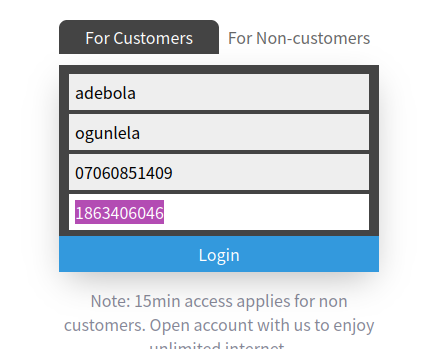 For Customers For Non-customers
adebola
ogunlela
07060851409
1863406046
Login
Note: 15min access applies for non
customers. Open account with us to enjoy
unlimited internet